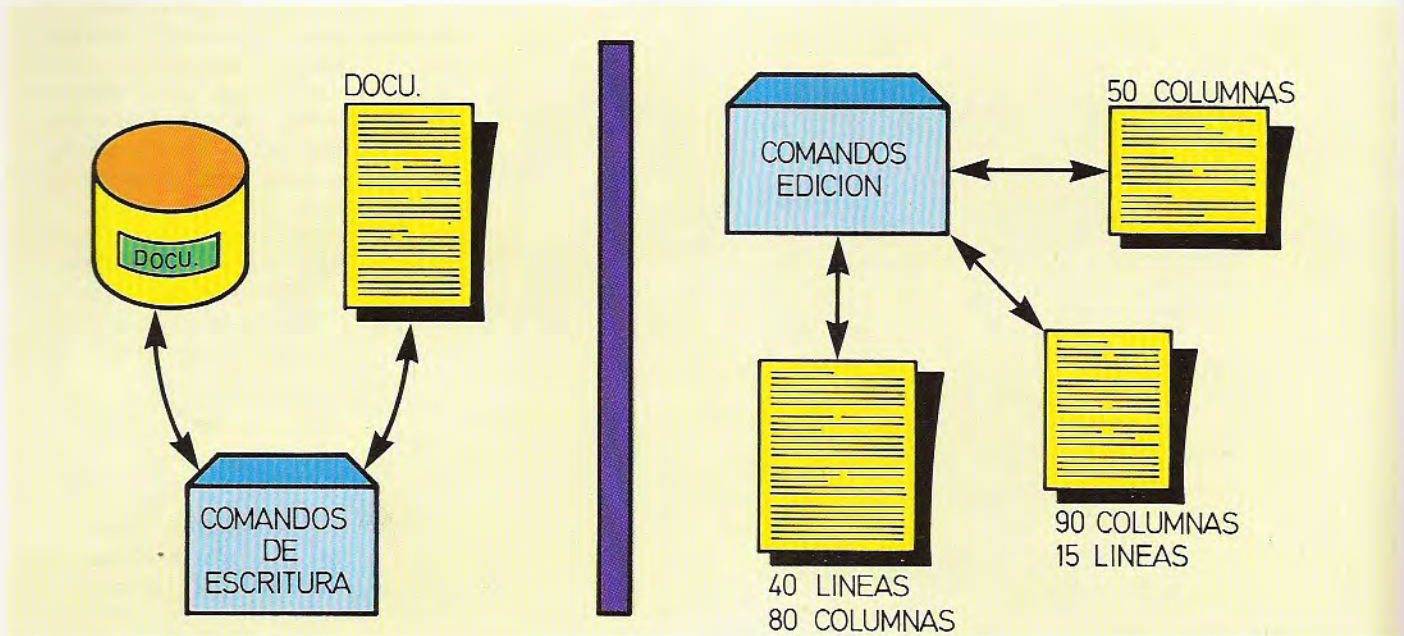 DOCU.
DOCU.
COMANDOS
DE
ESCRITURA
COMANDOS
EDICION
50 COLUMNAS
90 COLUMNAS
15 LINEAS
40 LINEAS
80 COLUMNAS